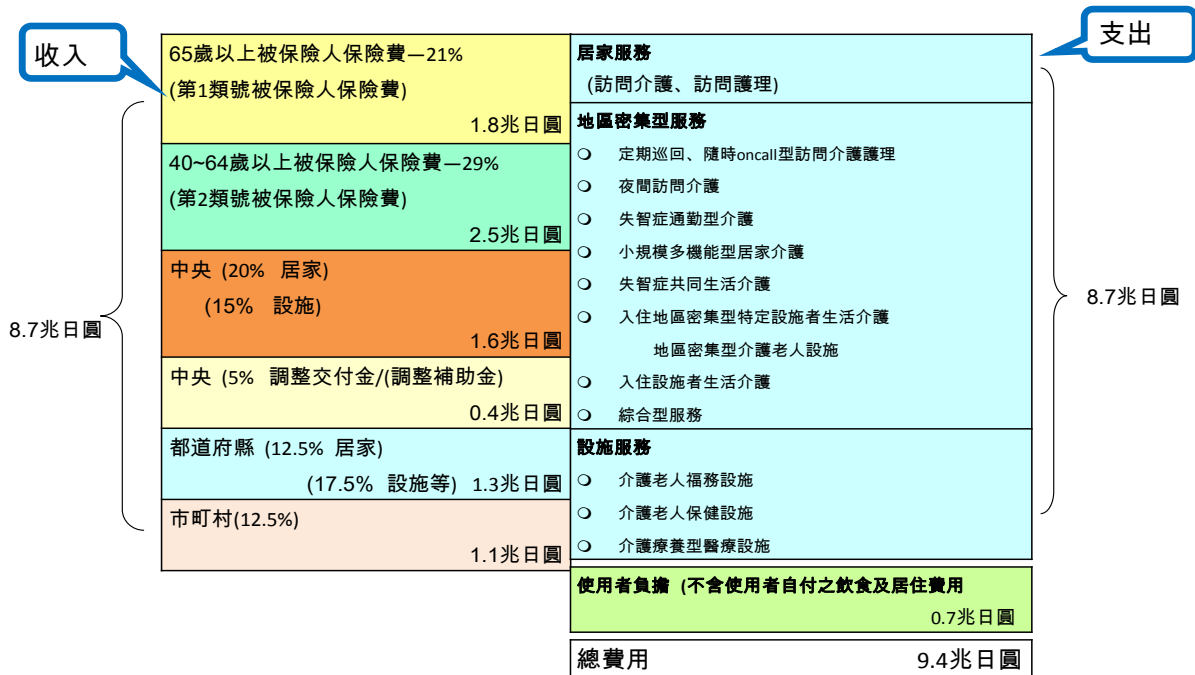 收入
65歲以上被保險人保險費—21%
(第1類號被保險人保險費)
1.8兆日圓
40~64歲以上被保險人保險費—29%
(第2類號被保險人保險費)
2.5兆日圓
中央 (20% 居家)
(15% 設施)
1.6兆日圓
中央 (5% 調整交付金/(調整補助金)
0.4兆日圓
都道府縣 (12.5% 居家)
(17.5% 設施等) 1.3兆日圓
市町村(12.5%)
1.1兆日圓
8.7兆日圓
支出
居家服務
(訪問介護、訪問護理)
地區密集型服務
○ 定期巡回、隨時oncall型訪問介護護理
○ 夜間訪問介護
○ 失智症通勤型介護
○ 小規模多機能型居家介護
○ 失智症共同生活介護
○ 入住地區密集型特定設施者生活介護
地區密集型介護老人設施
○ 入住設施者生活介護
○ 綜合型服務
設施服務
○ 介護老人福務設施
○ 介護老人保健設施
○ 介護療養型醫療設施
8.7兆日圓
使用者負擔 (不含使用者自付之飲食及居住費用
0.7兆日圓
總費用 9.4兆日圓